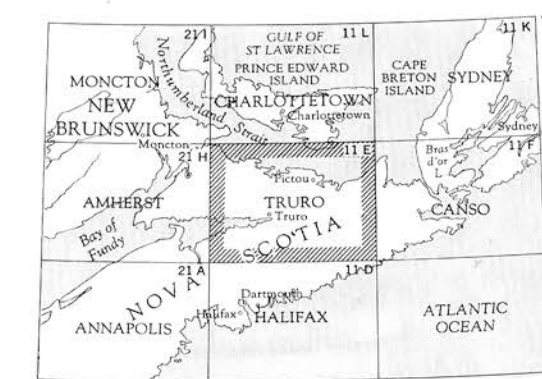 21 I
GULF OF
ST LAWRENCE
11 L
11 K
MONCTON
NEW
BRUNSWICK
Moncton
Northumberland Strait
PRINCE EDWARD
ISLAND
CHARLOTTETOWN
Charlottetown
CAPE
BRETON
ISLAND
SYDNEY
Sydney
Bras
d'or
L
21 H
11 E
11 F
AMHERST
Bay of
Fundy
Pictou
TRURO
Truro
CANSO
NOVA SCOTIA
21 A
11 D
ANNAPOLIS
Dartmouth
Halifax
HALIFAX
ATLANTIC
OCEAN